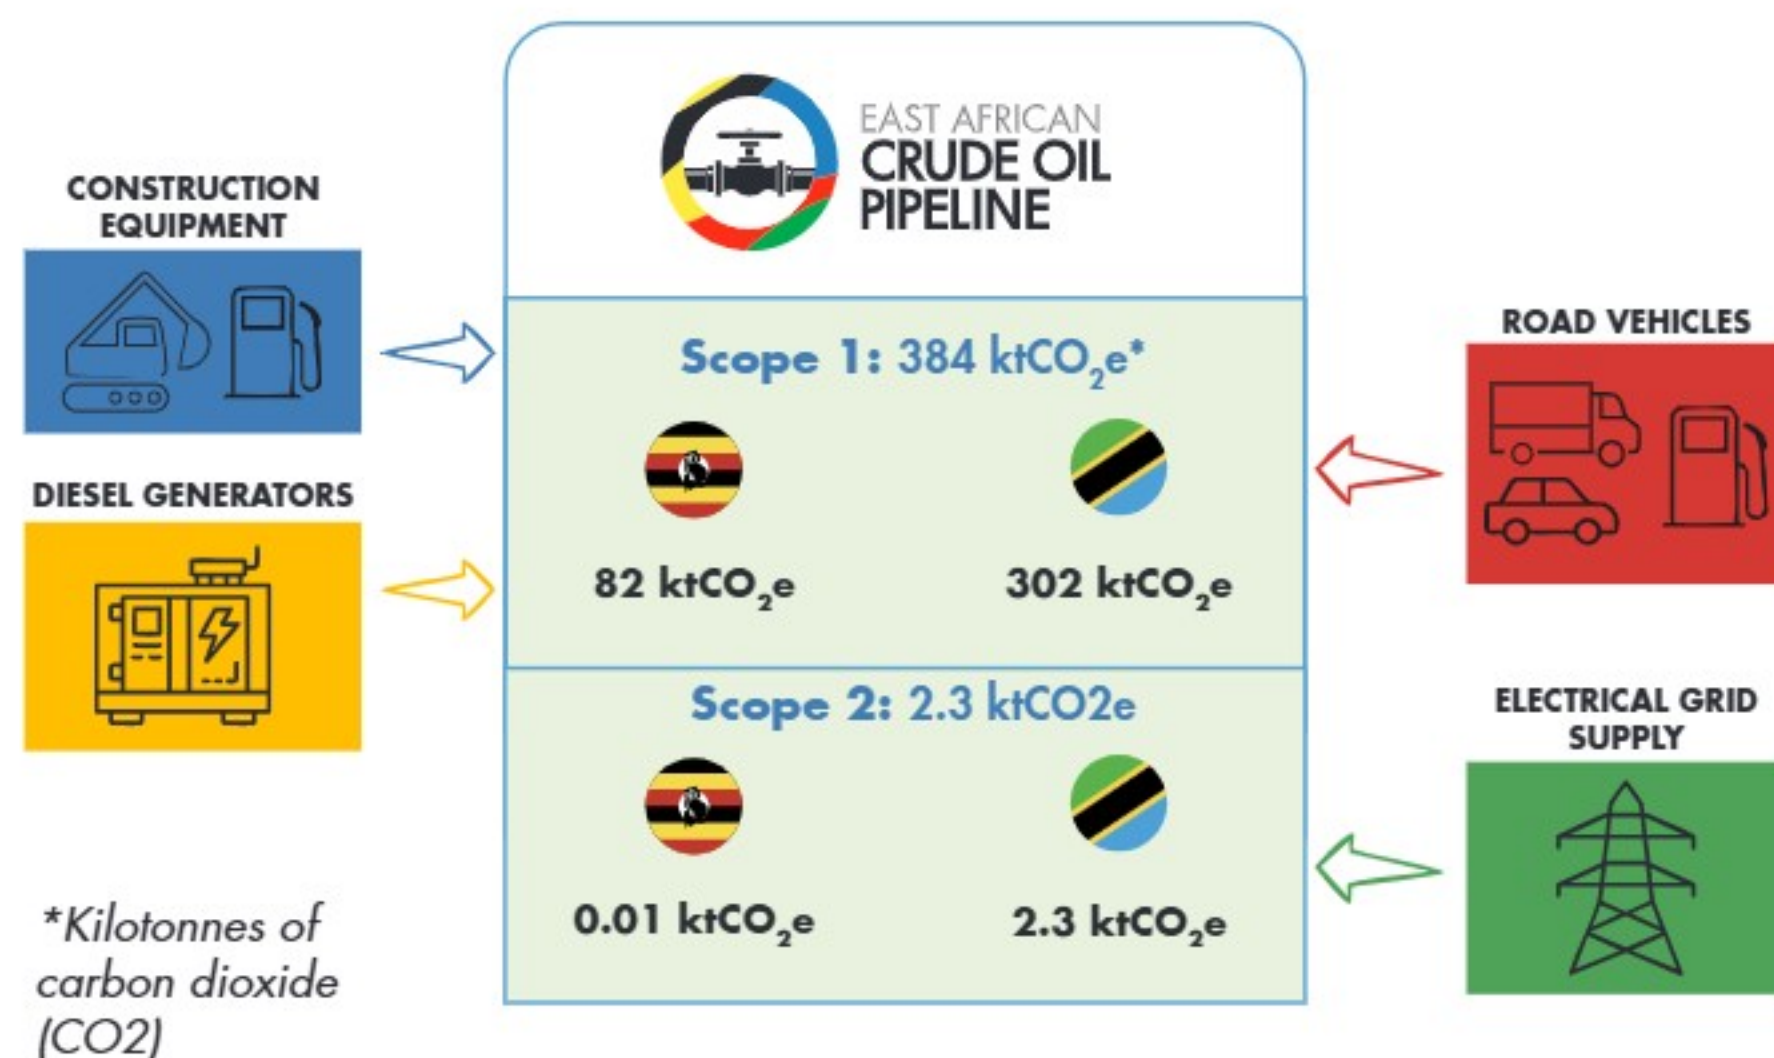 EAST AFRICAN
CRUDE OIL
PIPELINE
CONSTRUCTION
EQUIPMENT
DIESEL GENERATORS
Scope 1: 384 ktCO₂e*
82 ktCO₂e
302 ktCO₂e
ROAD VEHICLES
Scope 2: 2.3 ktCO2e
0.01 ktCO₂e
2.3 ktCO₂e
ELECTRICAL GRID
SUPPLY
*Kilotonnes of
carbon dioxide
(CO2)